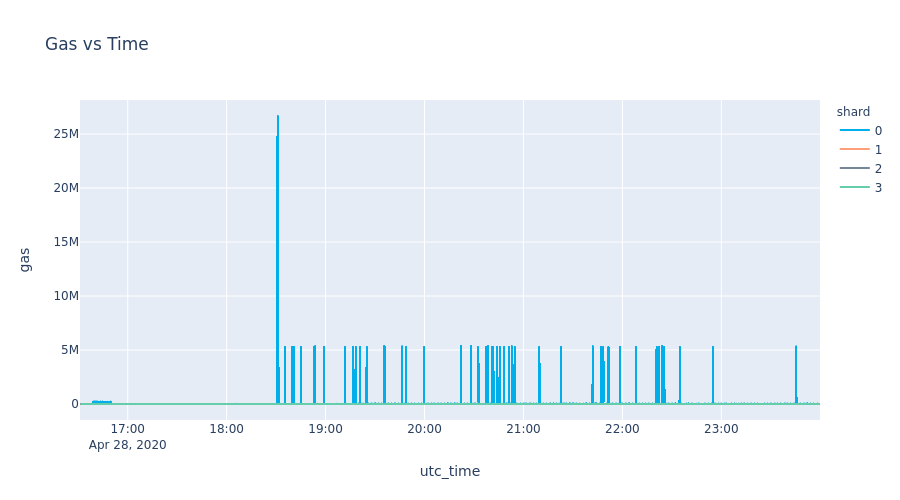 Gas vs Time
shard
0
1
2
3
25M
20M
15M
10M
5M
0
gas
17:00 18:00 19:00 20:00 21:00 22:00 23:00
Apr 28, 2020
utc_time